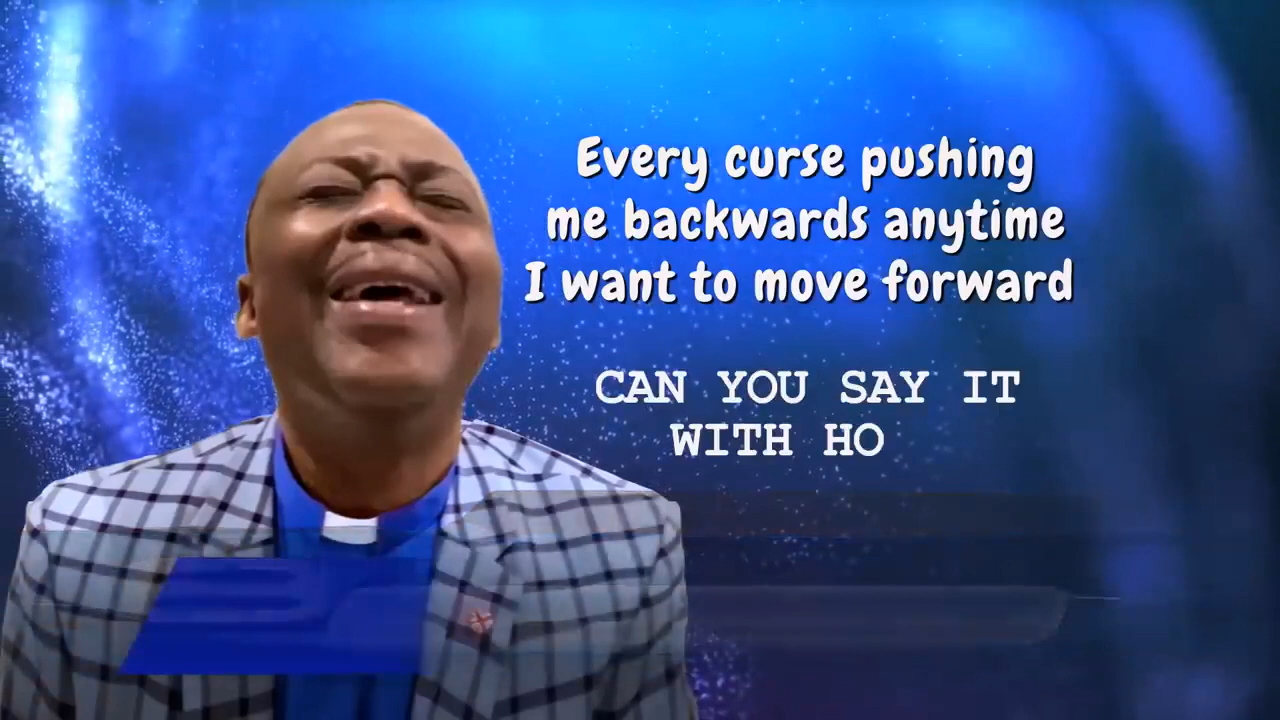 Every curse pushing
me backwards anytime
I want to move forward
CAN YOU SAY IT
WITH HO